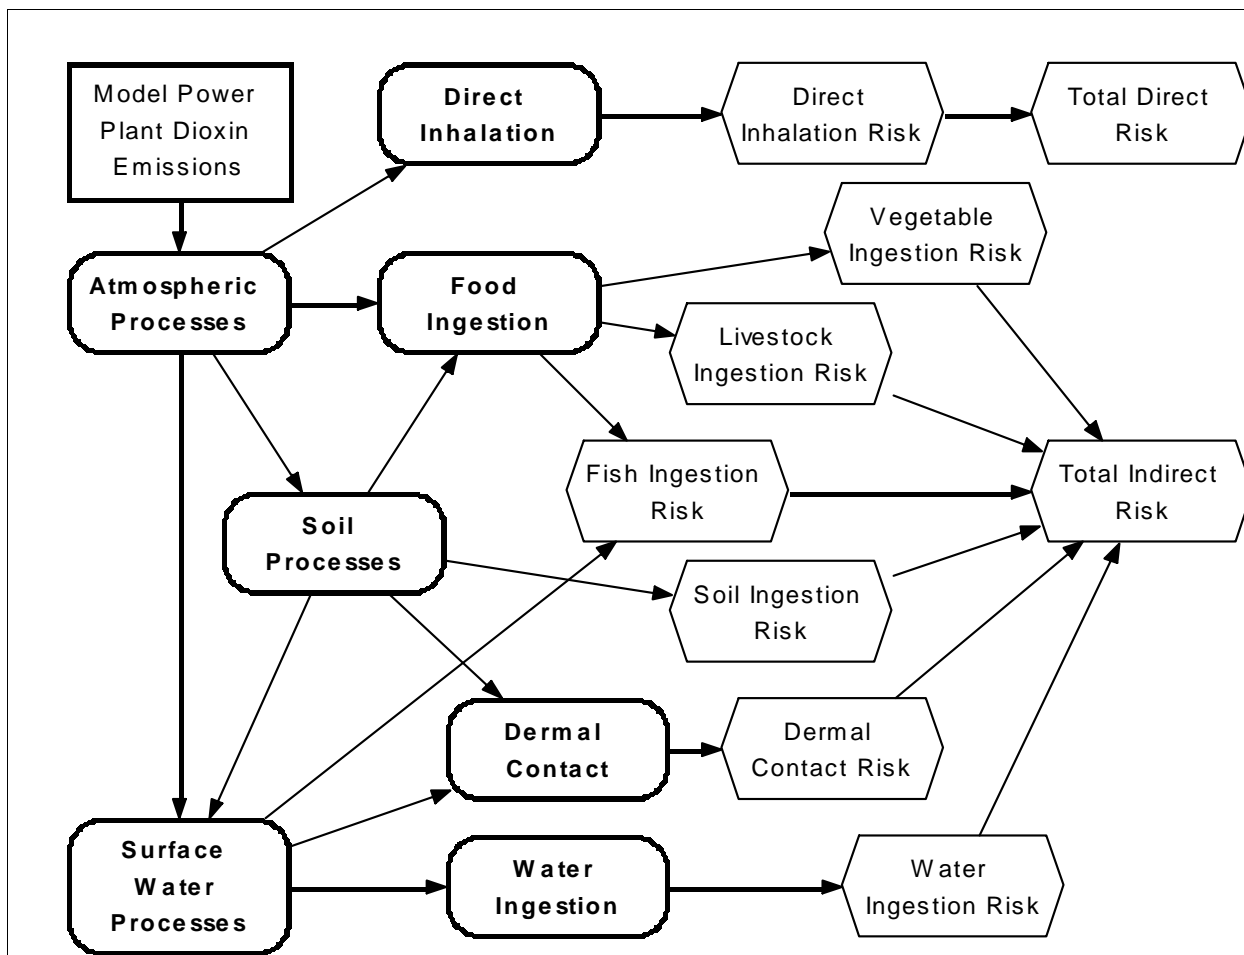 Model Power
Plant Dioxin
Emissions
Direct
Inhalation
Direct
Inhalation Risk
Total Direct
Risk
Vegetable
Ingestion Risk
Atmospheric
Processes
Food
Ingestion
Livestock
Ingestion Risk
Fish Ingestion
Risk
Total Indirect
Risk
Soil
Processes
Soil Ingestion
Risk
Dermal
Contact
Dermal
Contact Risk
Surface
Water
Processes
Water
Ingestion
Water
Ingestion Risk